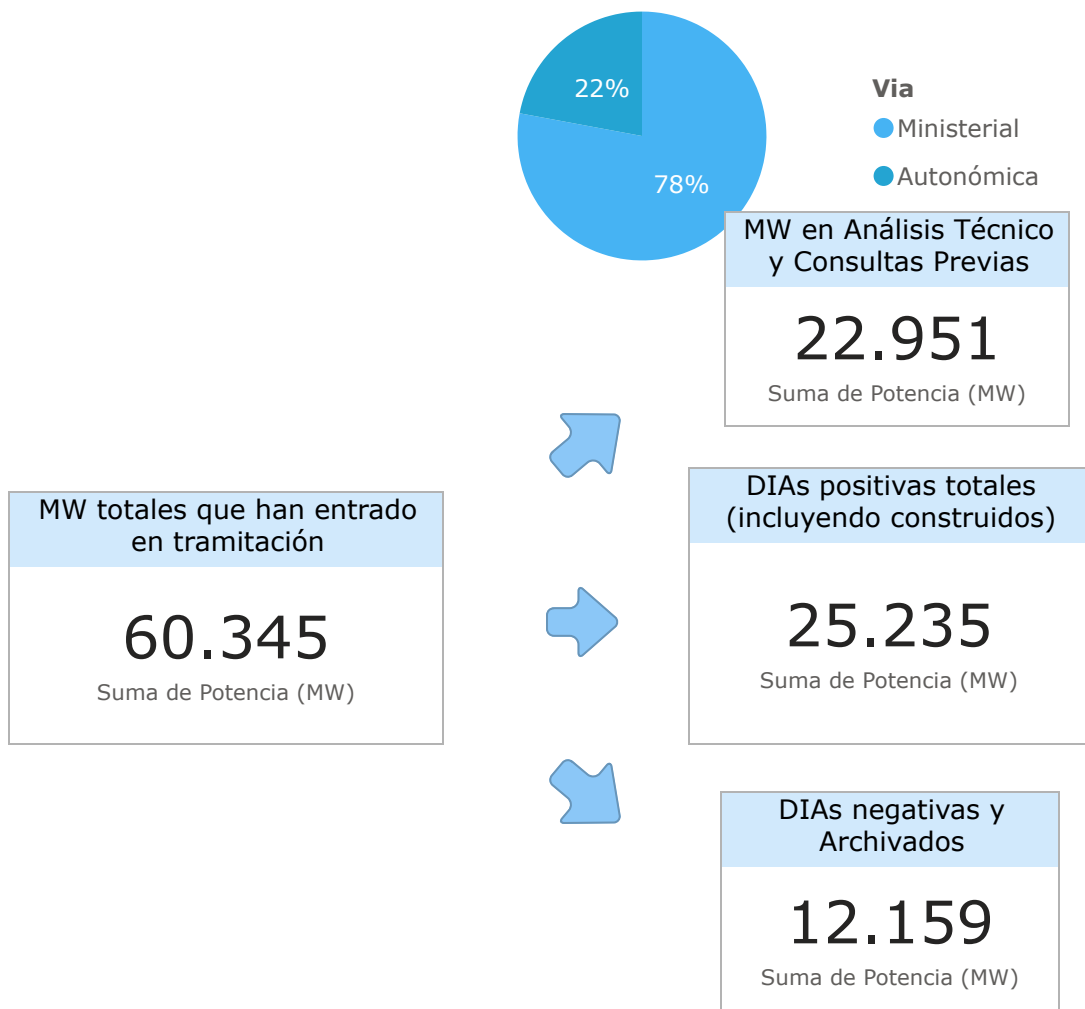 22%
78%
Via
Ministerial
Autonómica
MW en Análisis Técnico
y Consultas Previas
22.951
Suma de Potencia (MW)
MW totales que han entrado
en tramitación
60.345
Suma de Potencia (MW)
DIAs positivas totales
(incluyendo construidos)
25.235
Suma de Potencia (MW)
DIAs negativas y
Archivados
12.159
Suma de Potencia (MW)